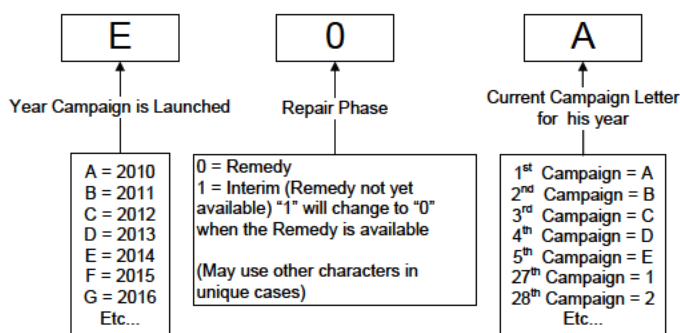 E
0
A
Year Campaign is Launched
Repair Phase
Current Campaign Letter
for his year
A = 2010
B = 2011
C = 2012
D = 2013
E = 2014
F = 2015
G = 2016
Etc...
0 = Remedy
1 = Interim (Remedy not yet
available) “1” will change to “0”
when the Remedy is available
(May use other characters in
unique cases)
1st Campaign = A
2nd Campaign = B
3rd Campaign = C
4th Campaign = D
5th Campaign = E
27th Campaign = 1
28th Campaign = 2
Etc...